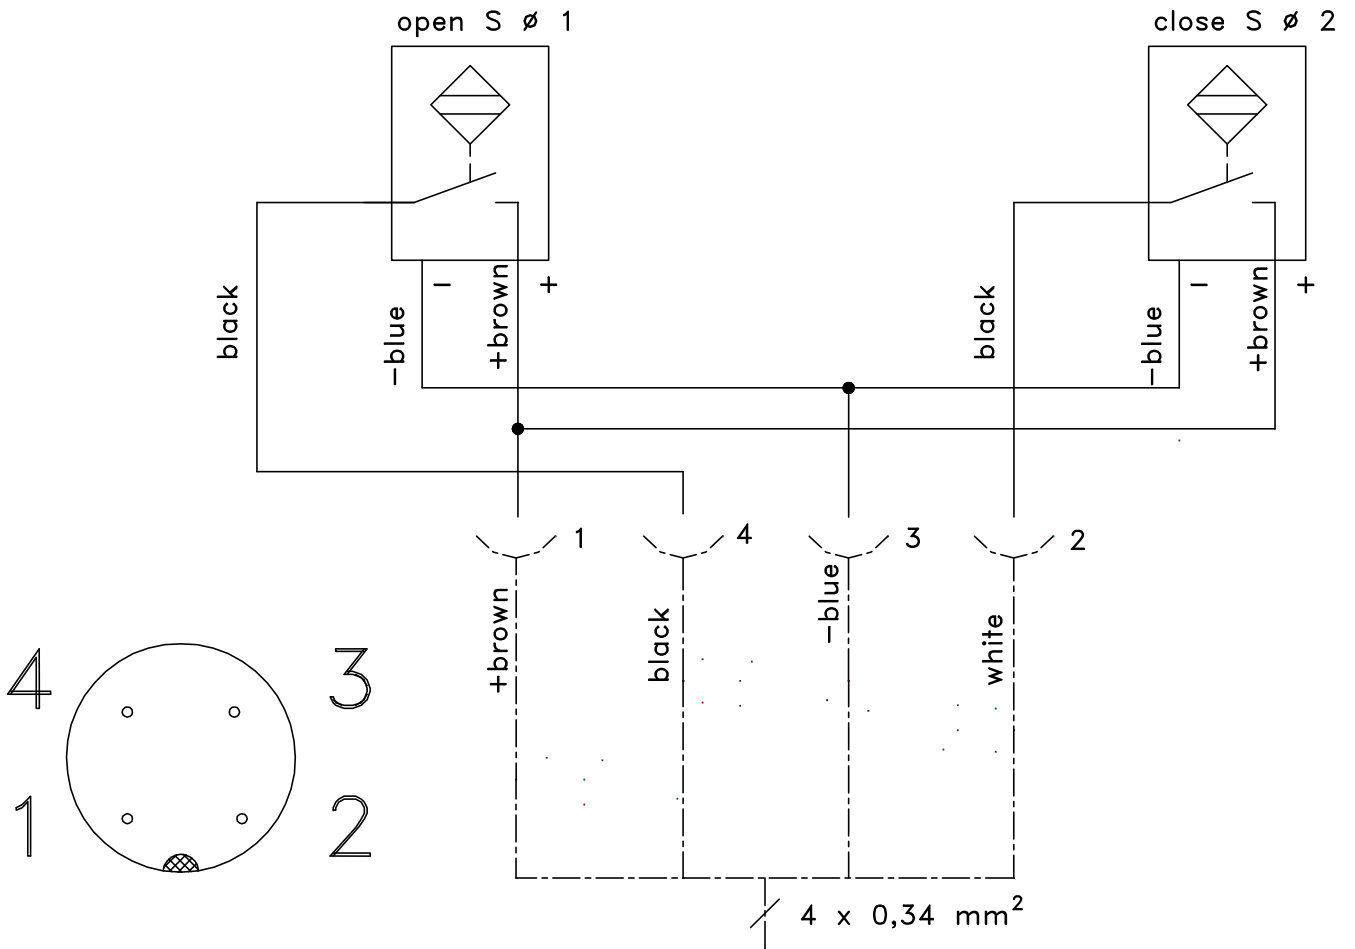 open S ø 1
close S ø 2
black
-blue
-
+brown
+
black
-blue
-
+brown
+
1
4
3
2
+brown
black
-blue
white
4
3
1
2
4 x 0,34 mm²